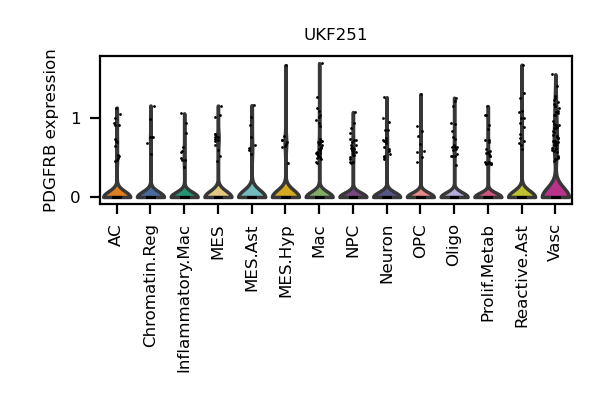 UKF251
PDGFRB expression
1
0
AC
Chromatin.Reg
Inflammatory.Mac
MES
MES.Ast
MES.Hyp
Mac
NPC
Neuron
OPC
Oligo
Prolif.Metab
Reactive.Ast
Vasc